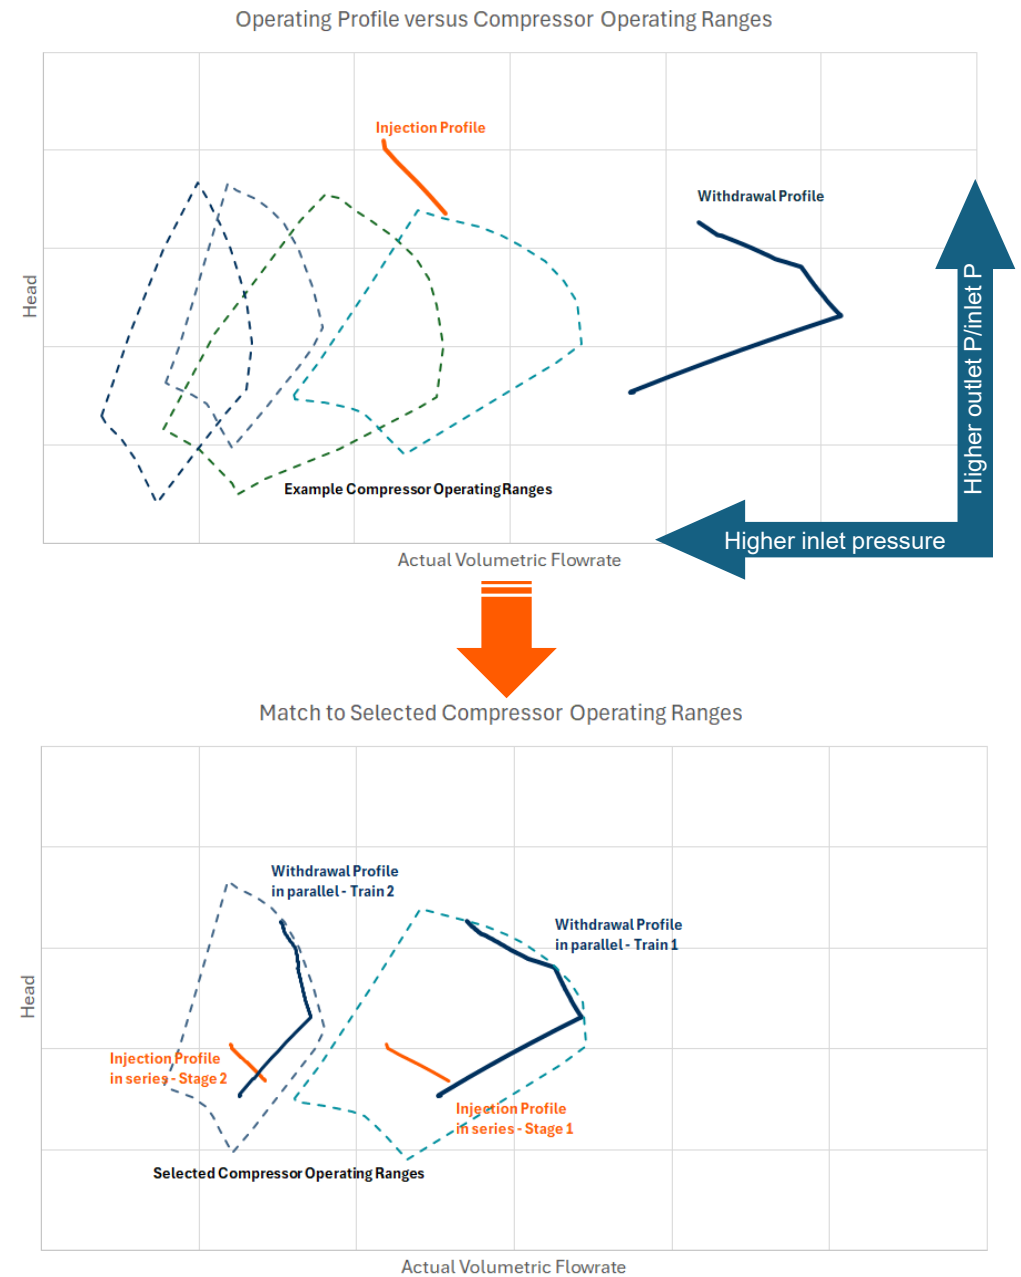 Operating Profile versus Compressor Operating Ranges
Injection Profile
Withdrawal Profile
Head
Higher outlet P/inlet P
Example Compressor Operating Ranges
Higher inlet pressure
Actual Volumetric Flowrate
Match to Selected Compressor Operating Ranges
Withdrawal Profile
in parallel - Train 2
Withdrawal Profile
in parallel - Train 1
Head
Injection Profile
in series - Stage 2
Injection Profile
in series - Stage 1
Selected Compressor Operating Ranges
Actual Volumetric Flowrate